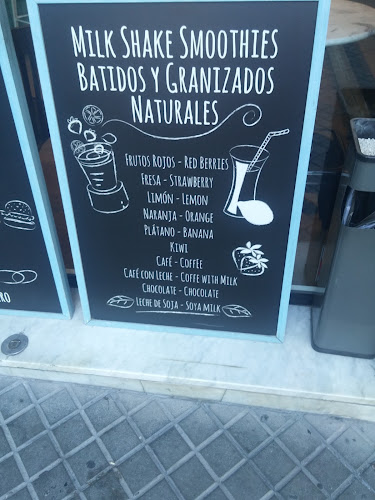 Milk Shake Smoothies
Batidos y Granizados
Naturales
Frutos Rojos - Red Berries
Fresa - Strawberry
Limón - Lemon
Naranja - Orange
Plátano - Banana
Kiwi
Café - Coffee
Café con Leche - Coffe with Milk
Chocolate - Chocolate
Leche de Soja - Soya Milk